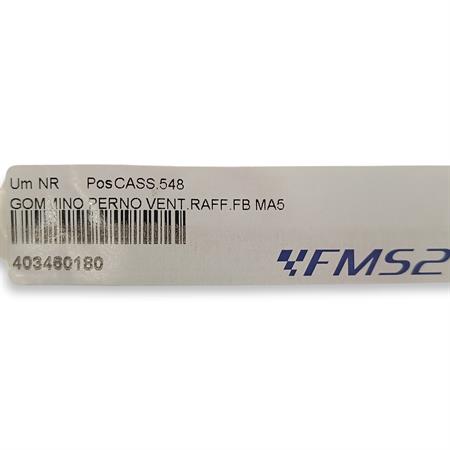 Um NR PosCASS.548
GOMMINO PERNO VENT.RAFF.FB MA5
403460180
FMS2